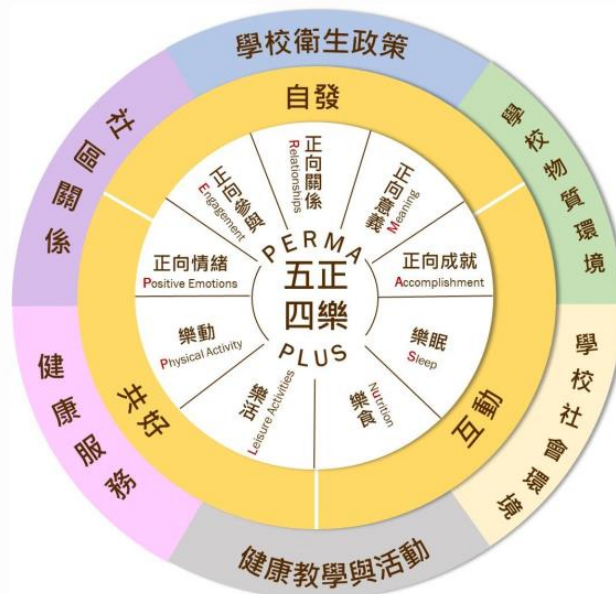 學校衛生政策
學校物質環境
學校社會環境
健康教學與活動
健康服務
社區關係
自發
互動
共好
正向情緒
Positive Emotions
正向參與
Engagement
正向關係
Relationships
正向意義
Meaning
正向成就
Accomplishment
樂眠
Sleep
樂食
Nutrition
樂活
Leisure Activities
樂動
Physical Activity
PERMA
五正
四樂
PLUS